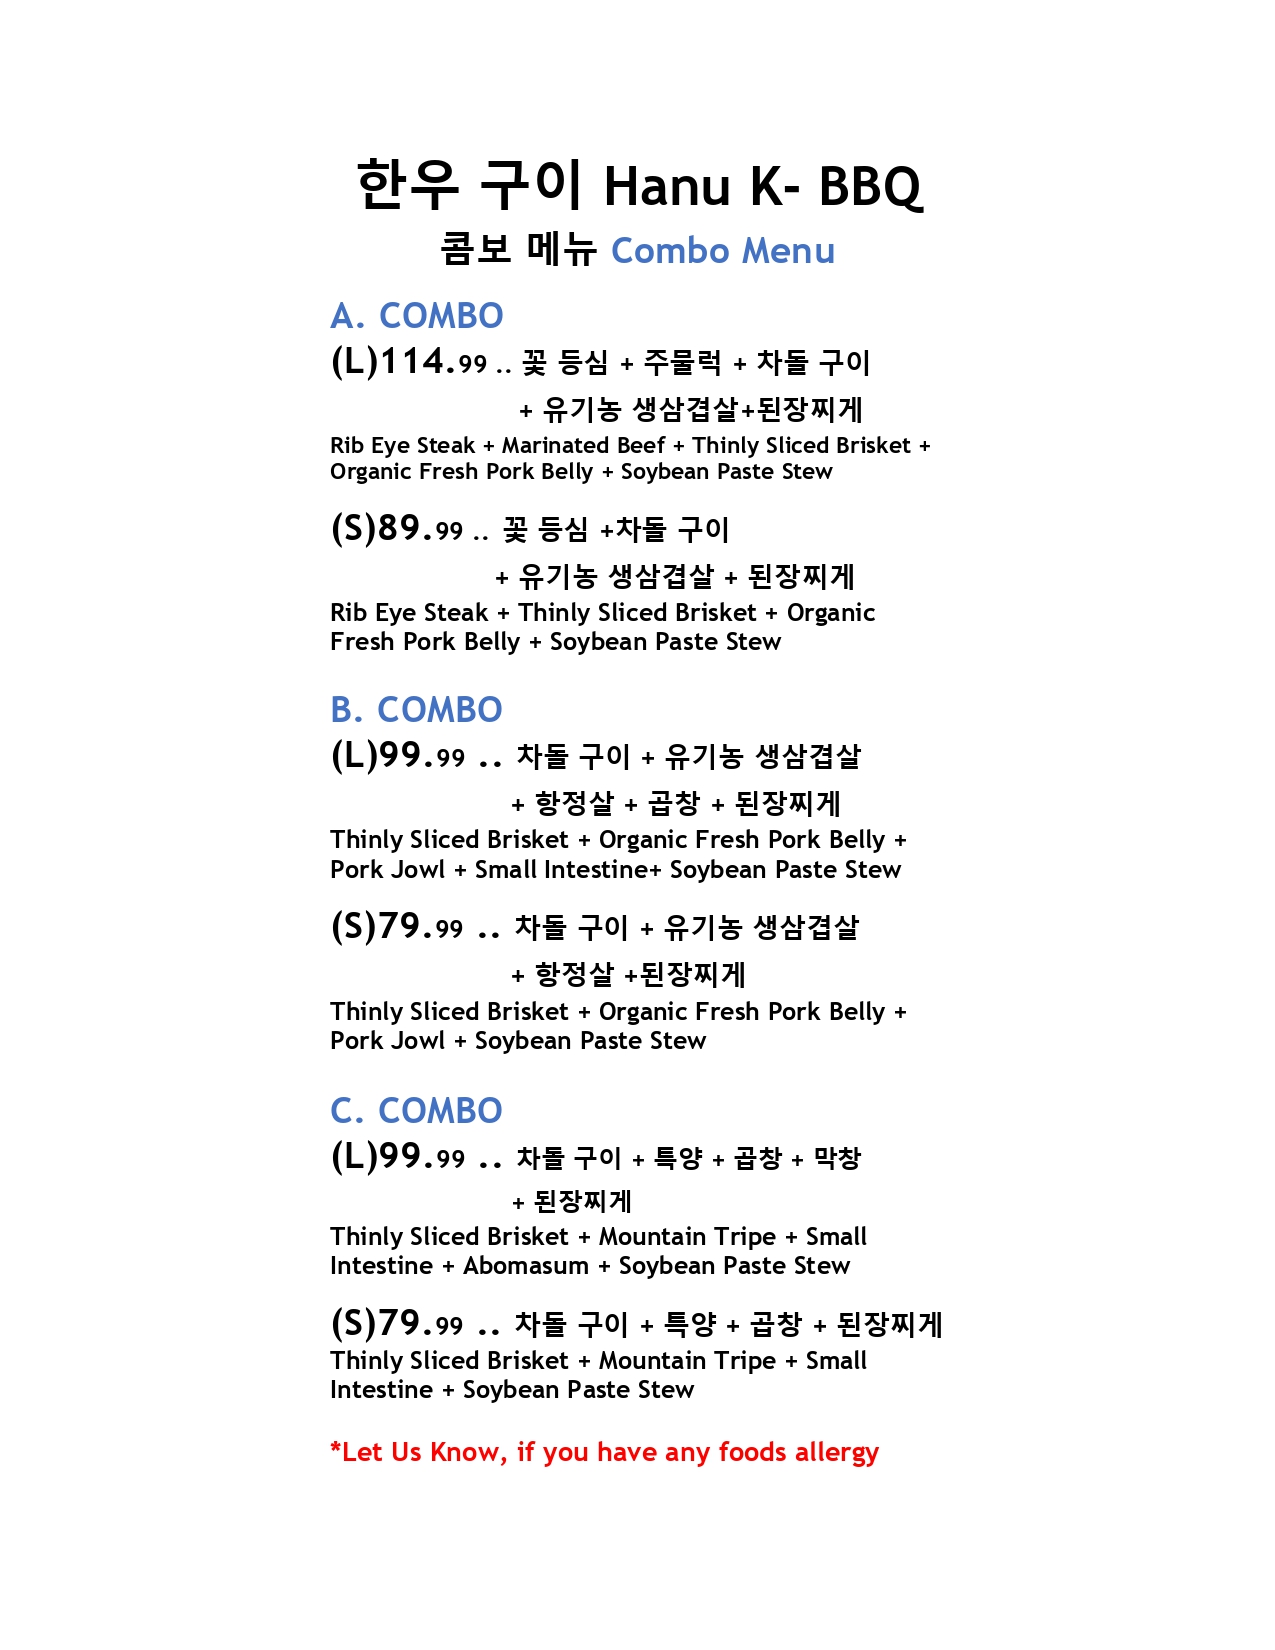 한우 구이 Hanu K- BBQ
콤보 메뉴 Combo Menu
A. COMBO
(L)114.99 .. 꽃 등심 + 주물럭 + 차돌 구이
+ 유기농 생삼겹살+된장찌게
Rib Eye Steak + Marinated Beef + Thinly Sliced Brisket +
Organic Fresh Pork Belly + Soybean Paste Stew
(S)89.99 .. 꽃 등심 +차돌 구이
+ 유기농 생삼겹살 + 된장찌게
Rib Eye Steak + Thinly Sliced Brisket + Organic
Fresh Pork Belly + Soybean Paste Stew
B. COMBO
(L)99.99 .. 차돌 구이 + 유기농 생삼겹살
+ 항정살 + 곱창 + 된장찌게
Thinly Sliced Brisket + Organic Fresh Pork Belly +
Pork Jowl + Small Intestine+ Soybean Paste Stew
(S)79.99 .. 차돌 구이 + 유기농 생삼겹살
+ 항정살 +된장찌게
Thinly Sliced Brisket + Organic Fresh Pork Belly +
Pork Jowl + Soybean Paste Stew
C. COMBO
(L)99.99 .. 차돌 구이 + 특양 + 곱창 + 막창
+ 된장찌게
Thinly Sliced Brisket + Mountain Tripe + Small
Intestine + Abomasum + Soybean Paste Stew
(S)79.99 .. 차돌 구이 + 특양 + 곱창 + 된장찌게
Thinly Sliced Brisket + Mountain Tripe + Small
Intestine + Soybean Paste Stew
*Let Us Know, if you have any foods allergy